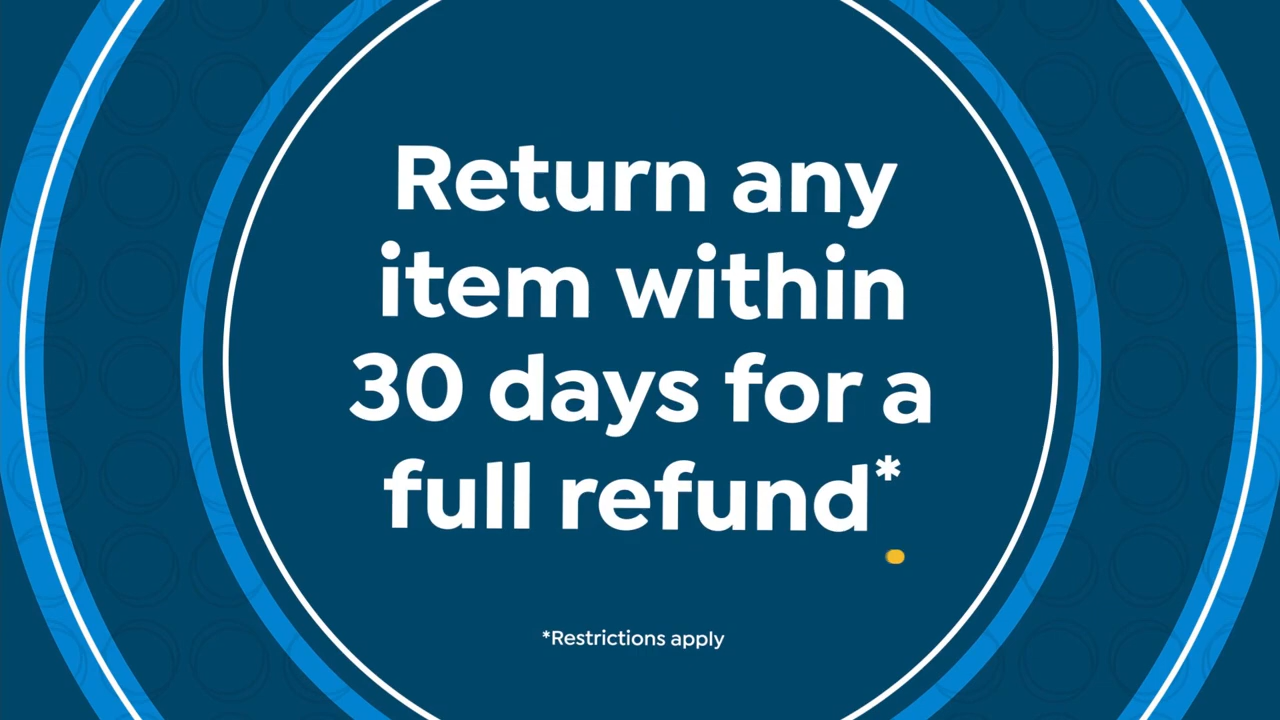 Return any
item within
30 days for a
full refund*
*Restrictions apply